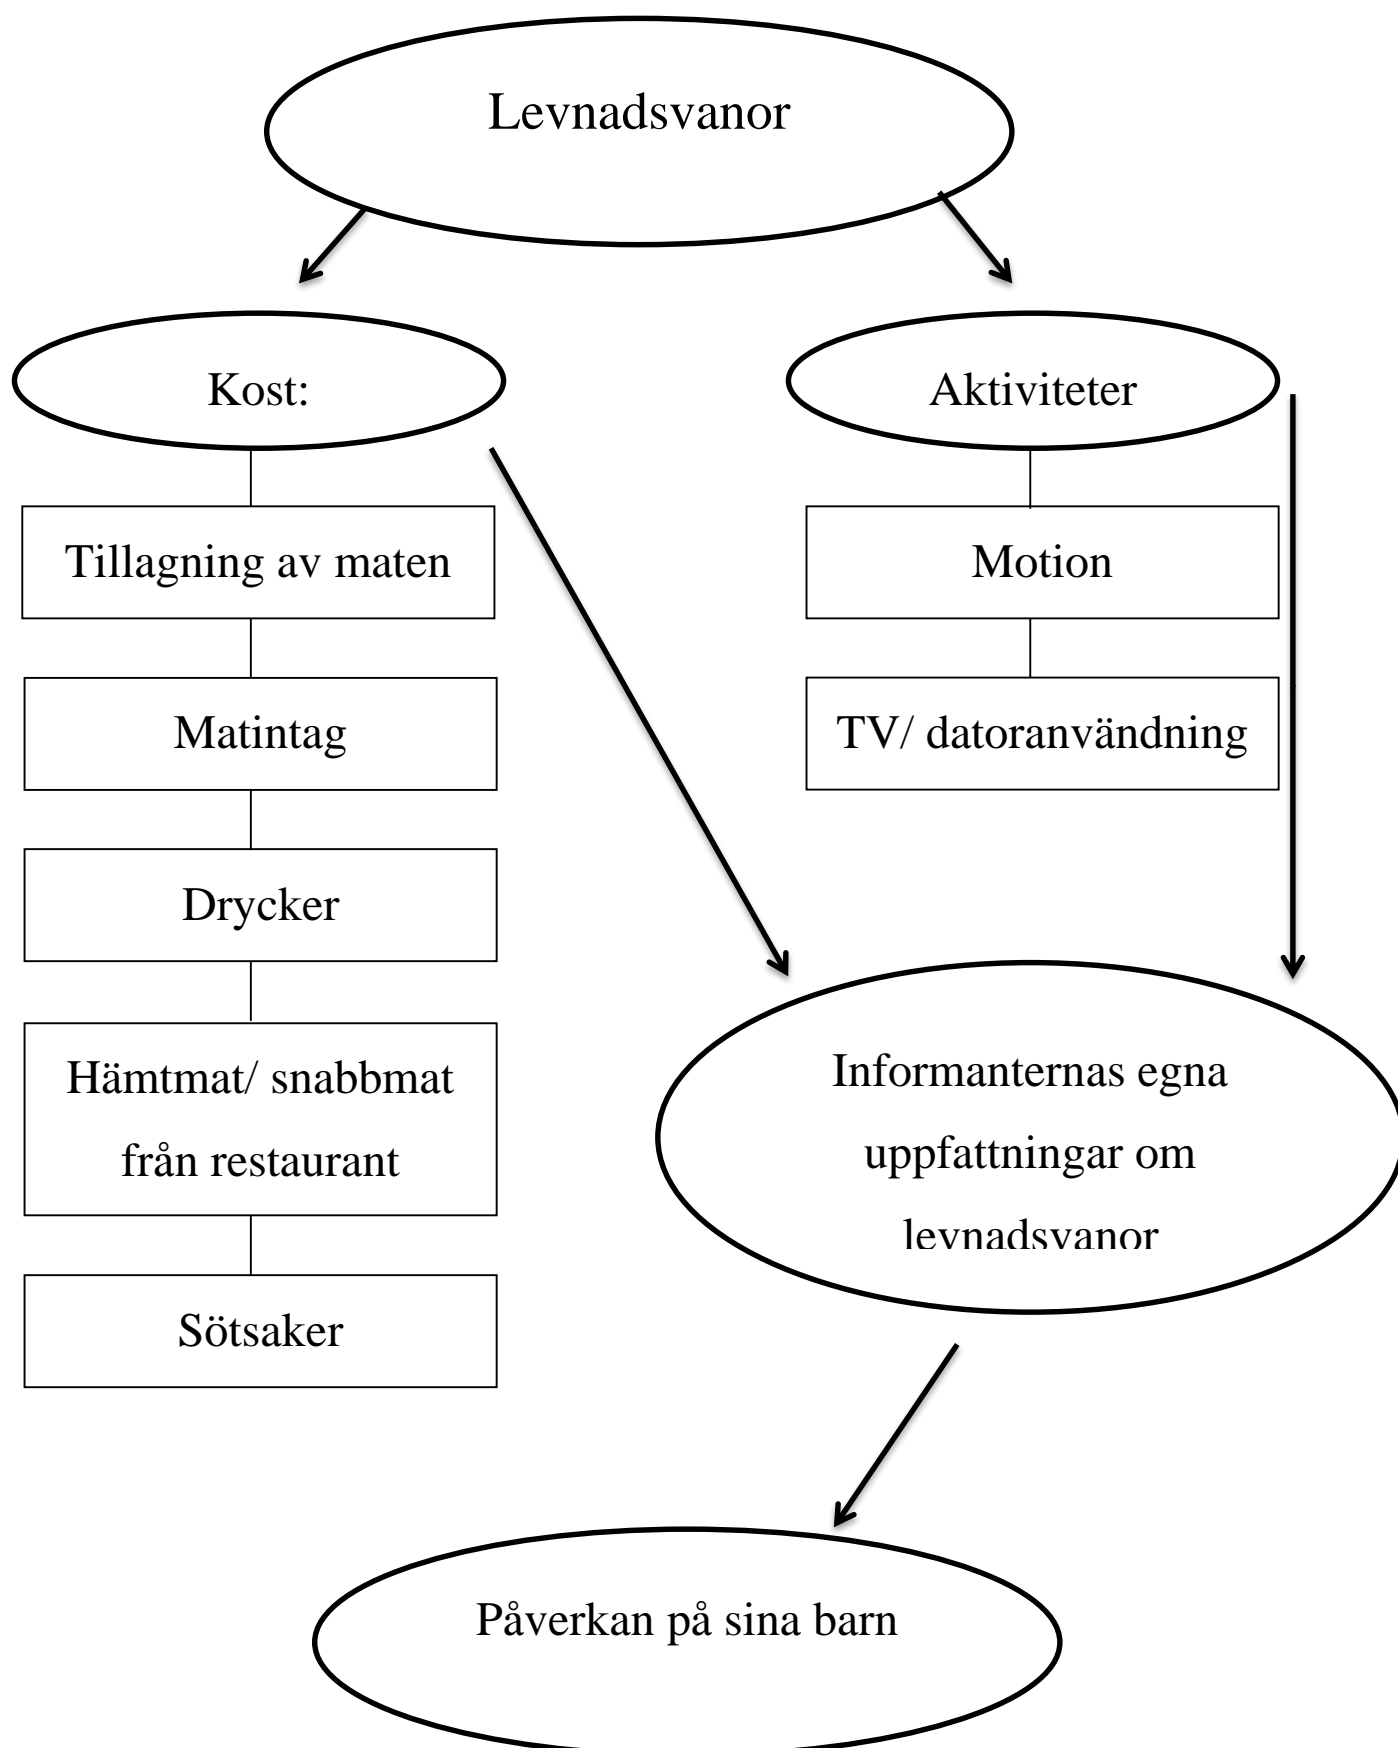 Levnadsvanor
Kost:
Aktiviteter
Tillagning av maten
Motion
Matintag
TV/ datoranvändning
Drycker
Hämtmat/ snabbmat
från restaurant
Sötsaker
Informanternas egna
uppfattningar om
levnadsvanor
Påverkan på sina barn